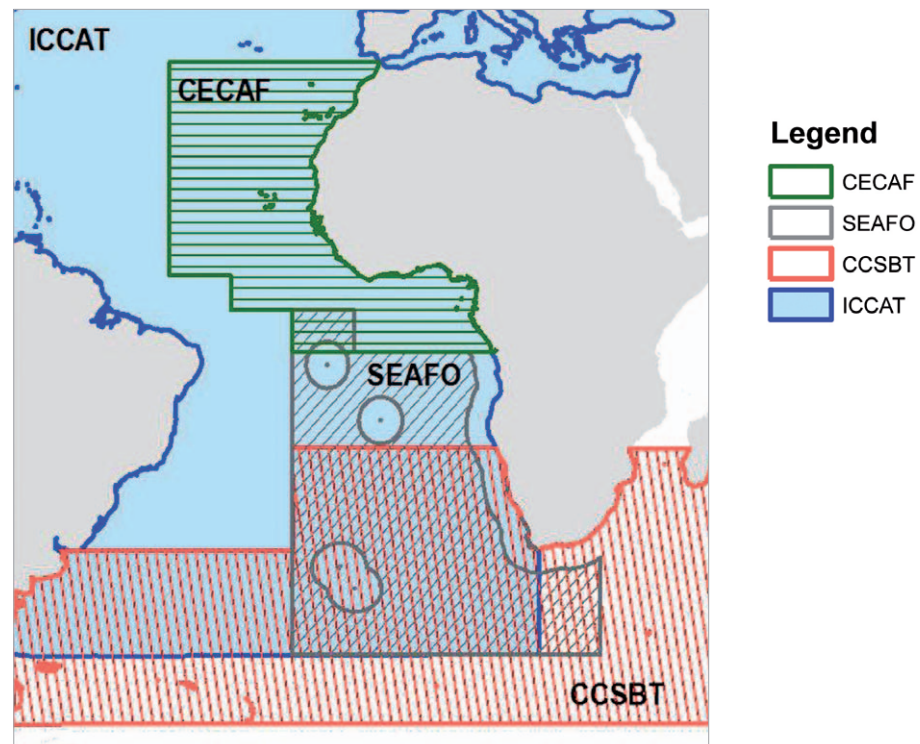 ICCAT
CECAF
SEAFO
CCSBT
Legend
CECAF
SEAFO
CCSBT
ICCAT